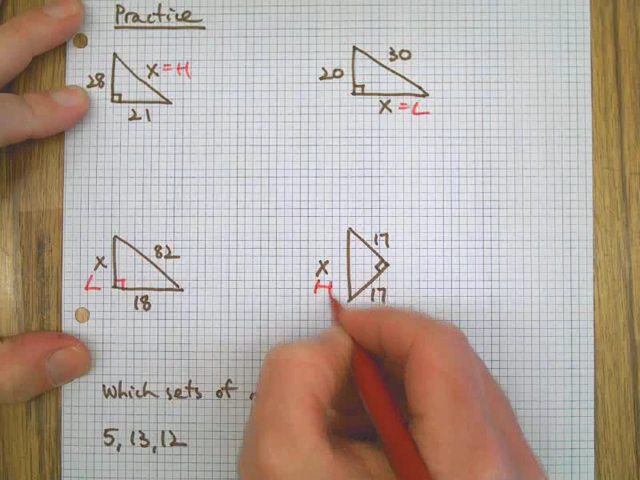 Practice
28
X = H
21
20
30
X = L
X
82
L
18
X
H
17
17
Which sets of
5, 13, 12